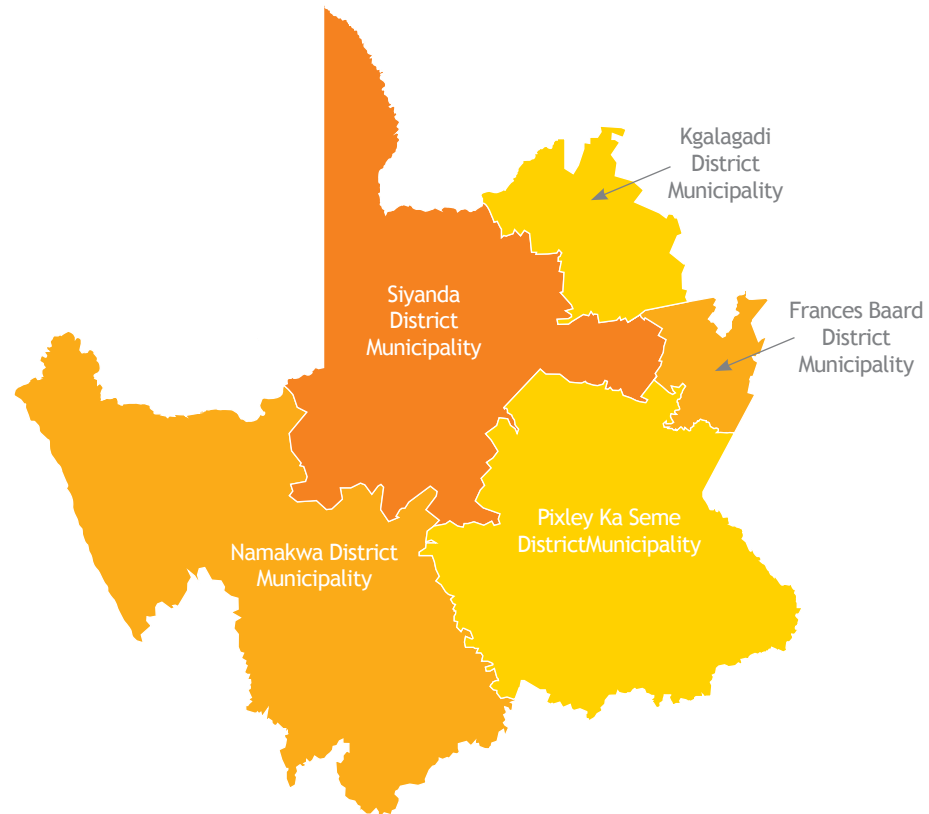 Kgalagadi
District
Municipality
Siyanda
District
Municipality
Frances Baard
District
Municipality
Pixley Ka Seme
DistrictMunicipality
Namakwa District
Municipality